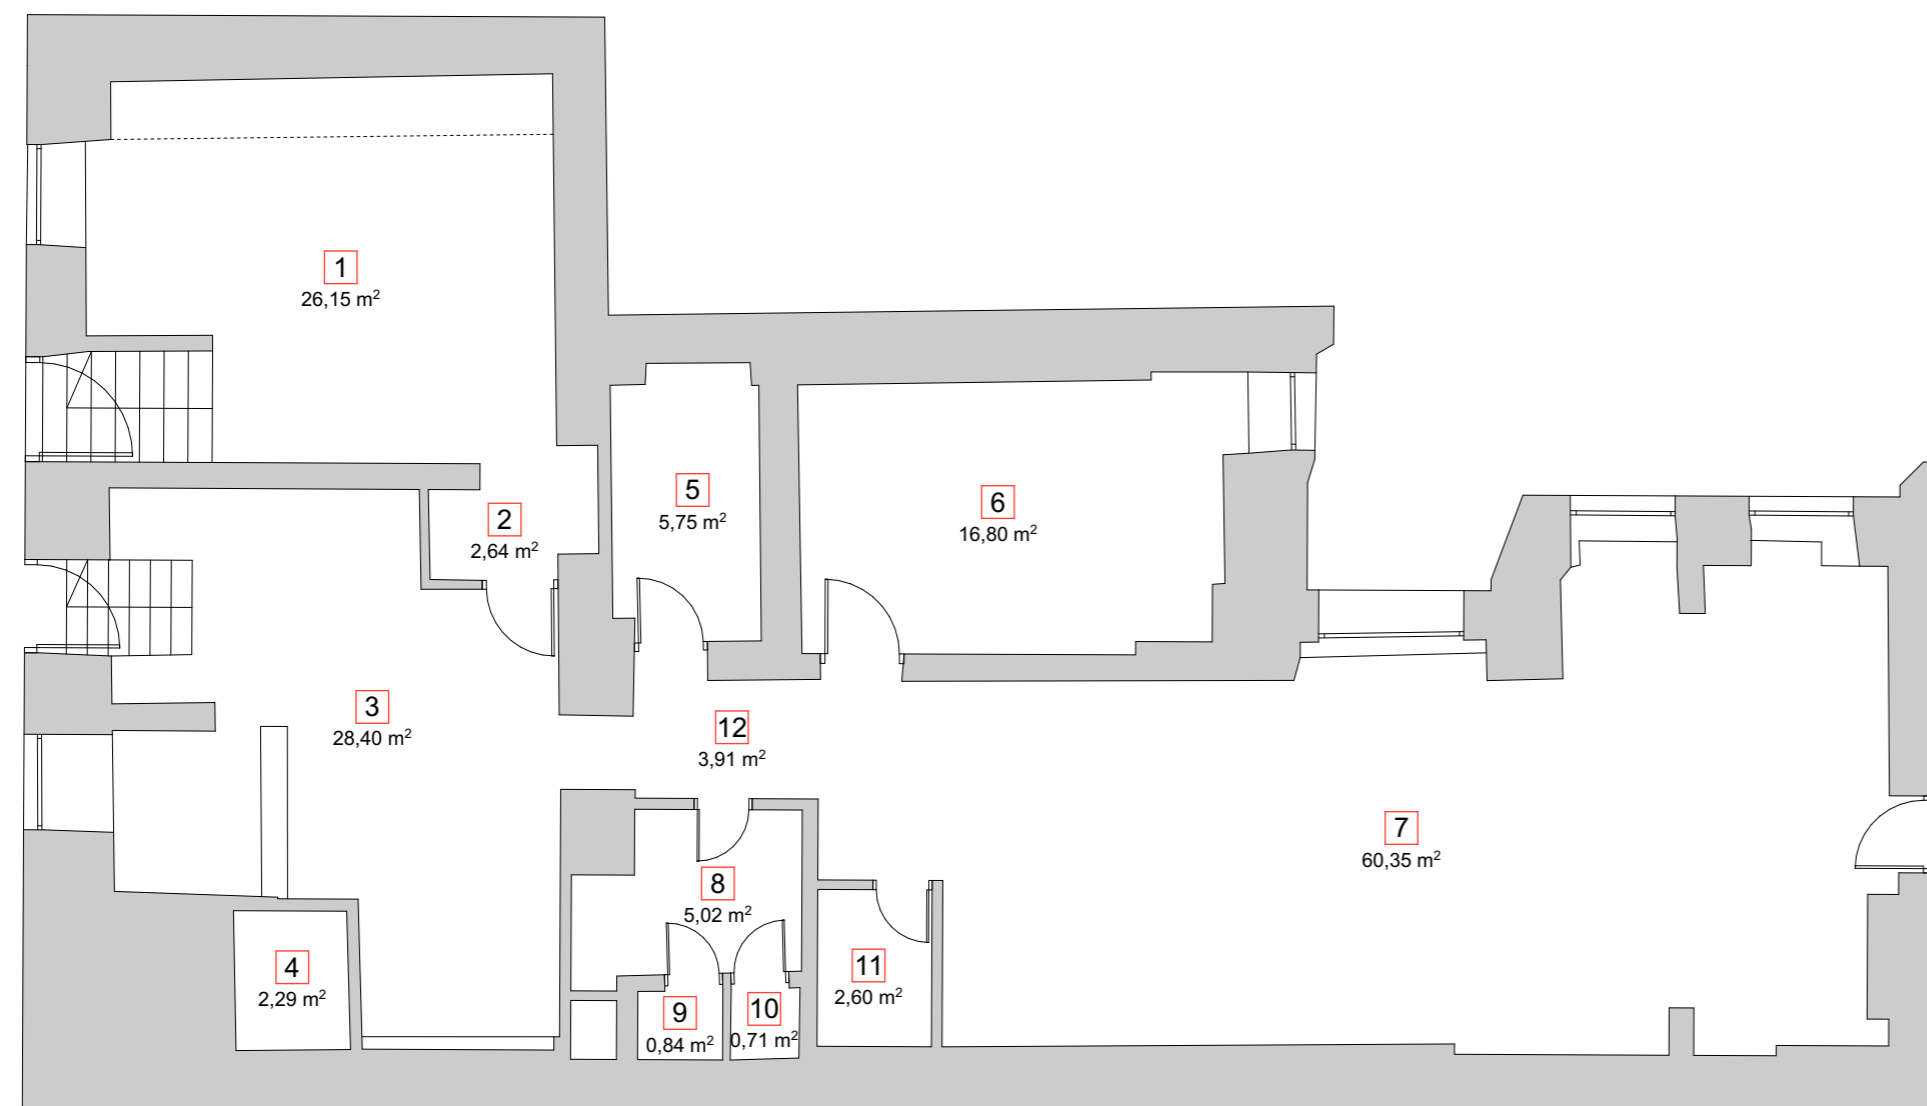 1
26,15 m²
2
2,64 m²
3
28,40 m²
4
2,29 m²
5
5,75 m²
6
16,80 m²
7
60,35 m²
8
5,02 m²
9
0,84 m²
10
0,71 m²
11
2,60 m²
12
3,91 m²